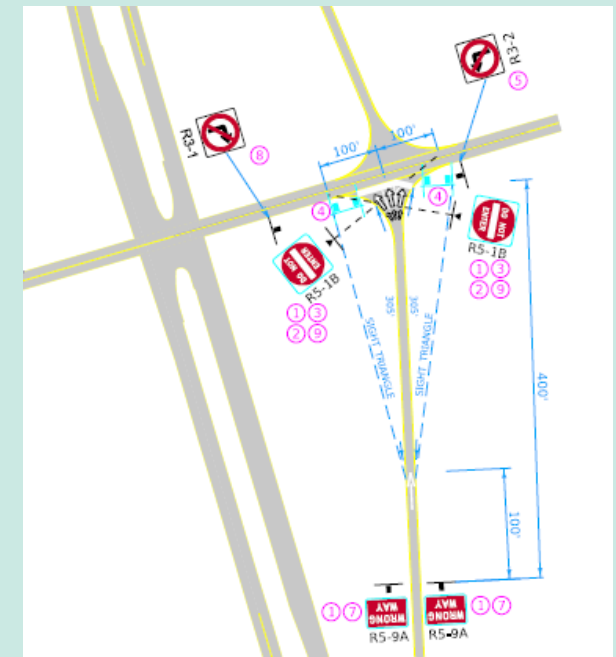 R3-2
⑤
100'
100'
R3-1
⑧
④
④
DO NOT
ENTER
R5-1B
① ③
② ⑨
DO NOT
ENTER
R5-1B
① ③
② ⑨
305'
305'
SIGHT TRIANGLE
SIGHT TRIANGLE
400'
100'
① ⑦
WRONG
WAY
R5-9A
WRONG
WAY
R5-9A
① ⑦